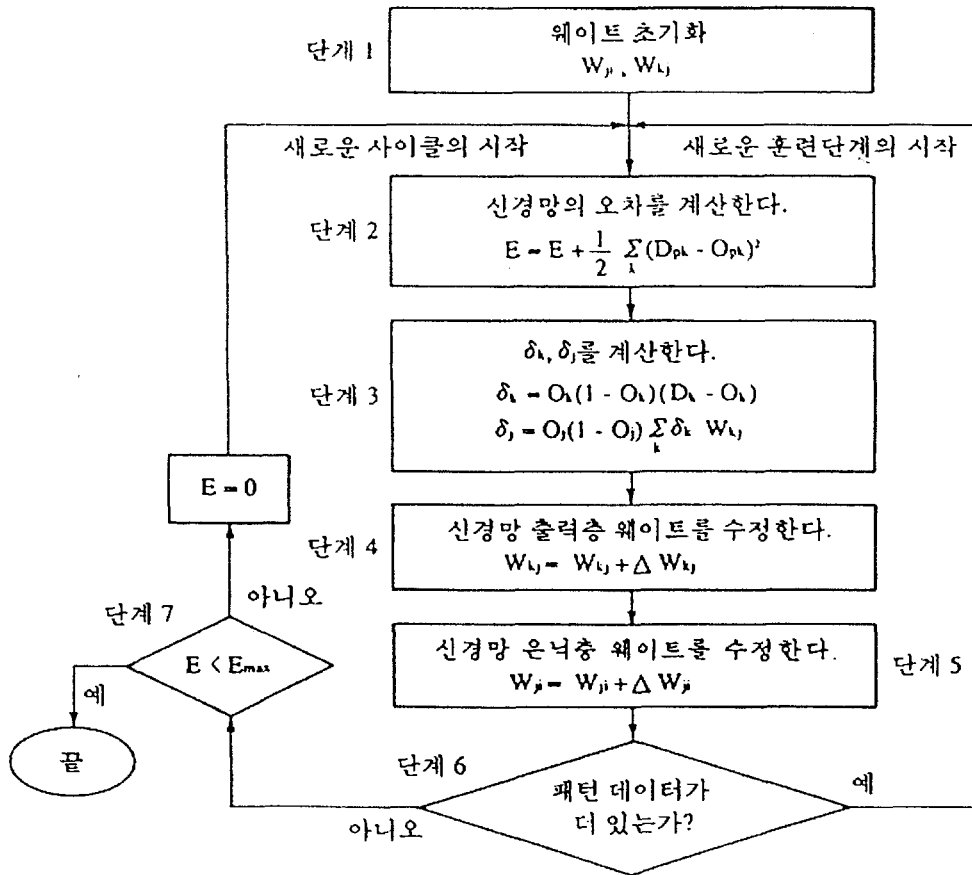 단계 1
웨이트 초기화
W_ji, W_kj
새로운 사이클의 시작
새로운 훈련단계의 시작
단계 2
신경망의 오차를 계산한다.
E = E + 1/2 Σ_k (D_pk - O_pk)²
단계 3
δ_k, δ_j를 계산한다.
δ_k = O_k(1 - O_k)(D_k - O_k)
δ_j = O_j(1 - O_j) Σ_k δ_k W_kj
E = 0
단계 4
신경망 출력층 웨이트를 수정한다.
W_kj = W_kj + Δ W_kj
아니오
단계 7
E < E_max
신경망 은닉층 웨이트를 수정한다.
W_ji = W_ji + Δ W_ji
단계 5
예
끝
단계 6
패턴 데이터가
더 있는가?
예
아니오